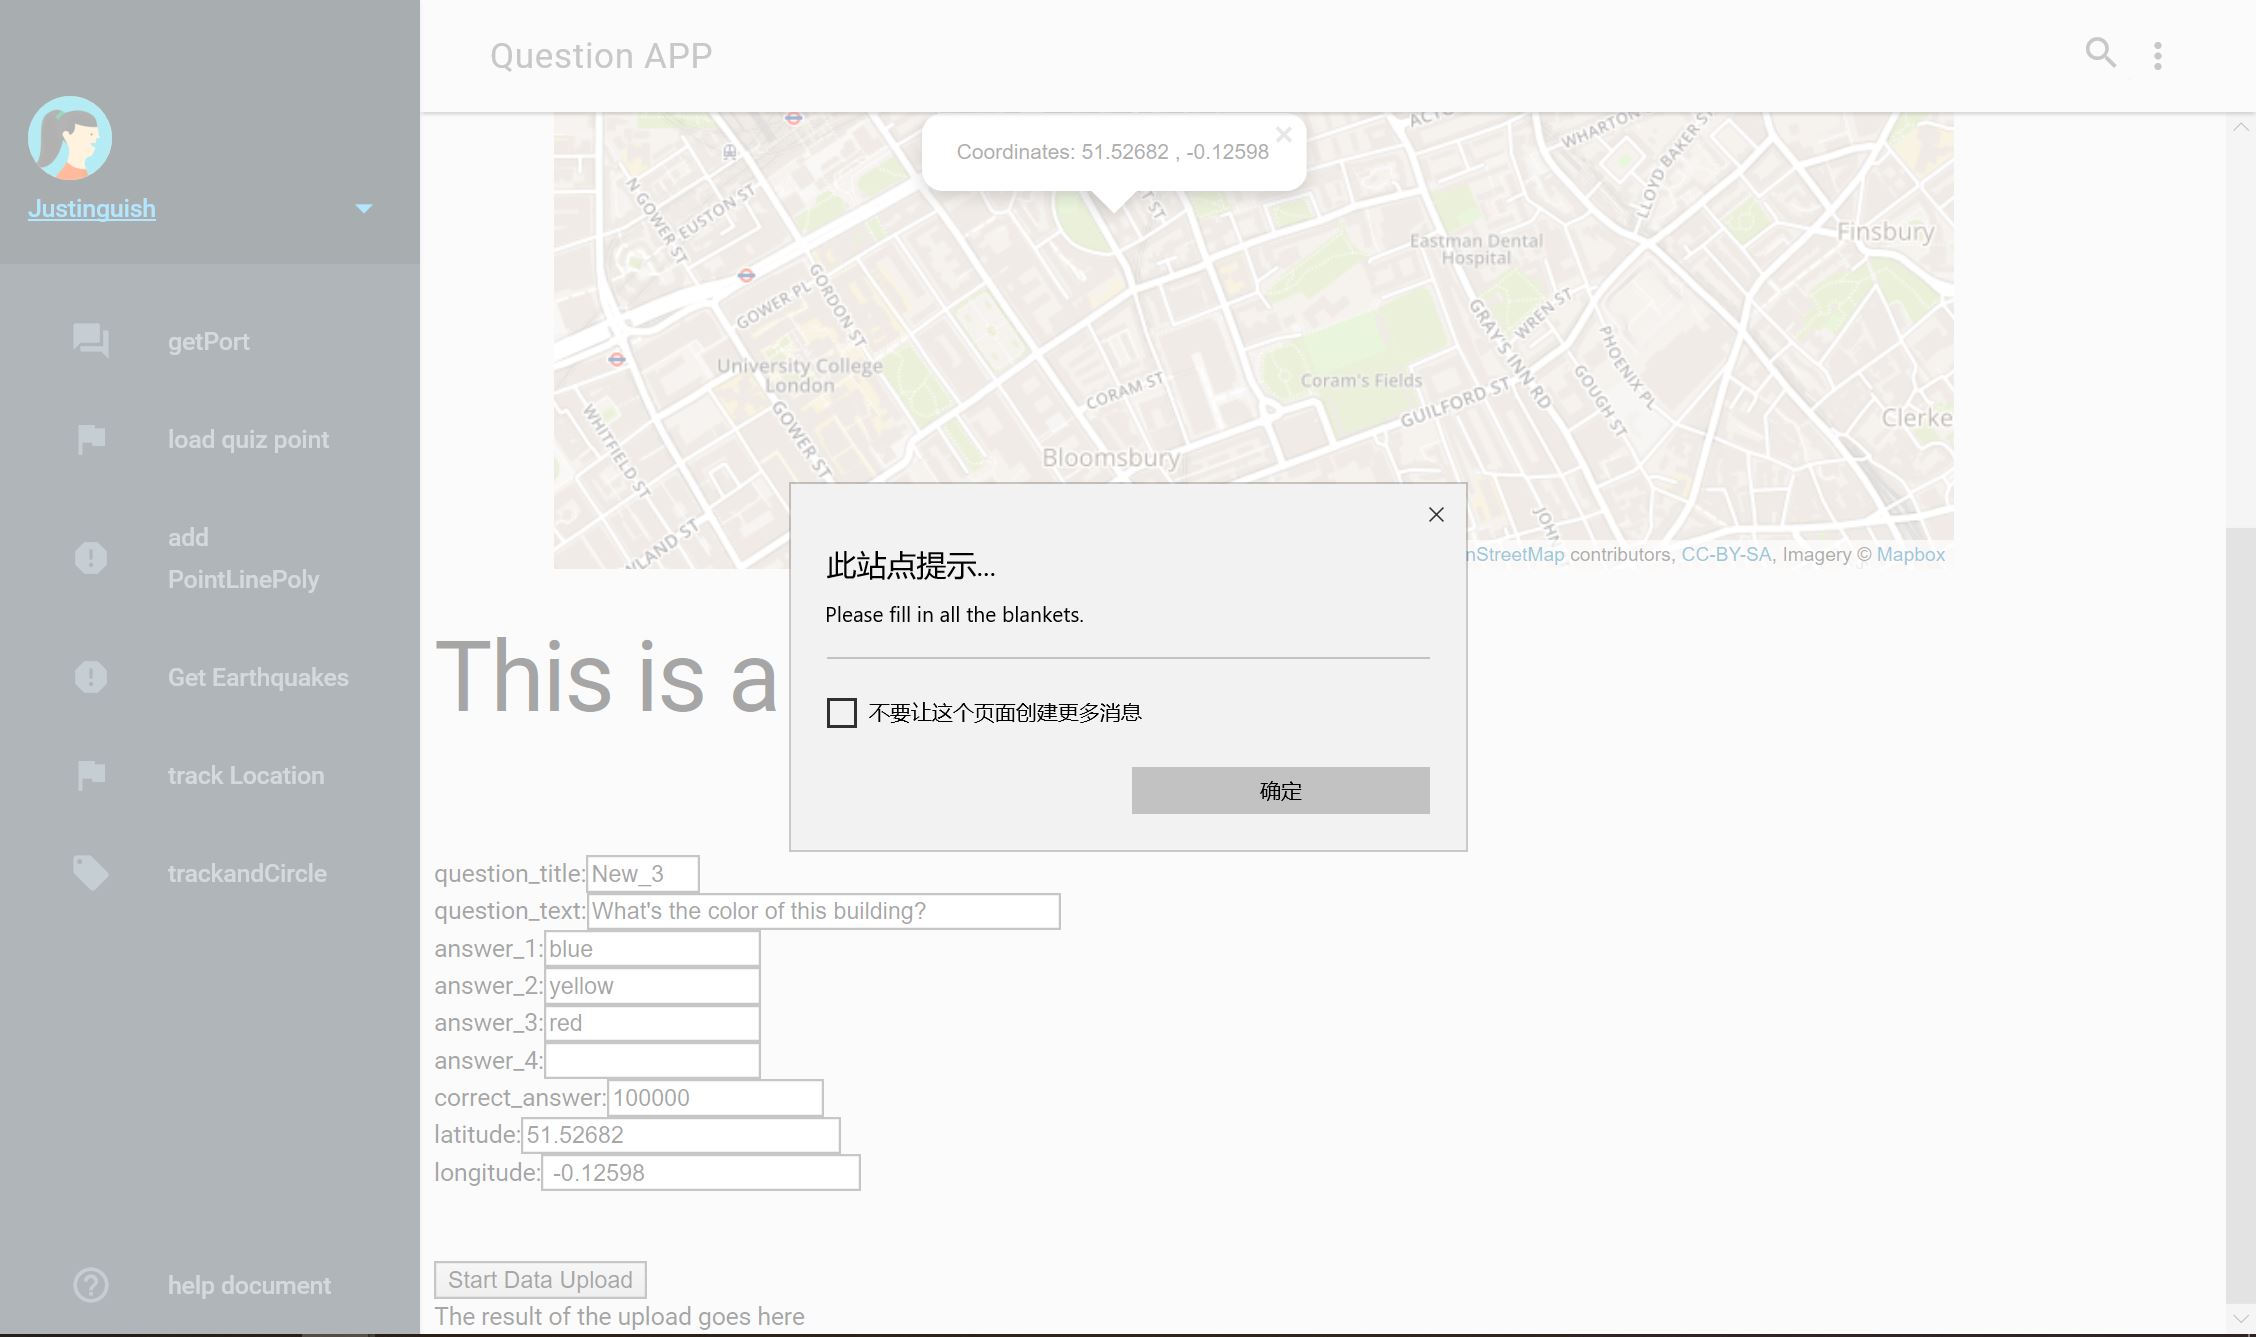 Question APP
Justinguish
getPort
load quiz point
add
PointLinePoly
Get Earthquakes
track Location
trackandCircle
help document
Coordinates: 51.52682 , -0.12598
×
N GOWER ST
EUSTON ST
GOWER PL
GORDON ST
T ST
ACTO
WHARTON
LLOYD BAKER ST
Finsbury
Eastman Dental
Hospital
University College
London
GOWER ST
WHITFIELD ST
CORAM ST
Coram's Fields
GUILFORD ST
GRAY'S INN RD
WREN ST
PHOENIX PL
GOUGH ST
Clerke
Bloomsbury
VLAND ST
JOHN
nStreetMap contributors, CC-BY-SA, Imagery © Mapbox
此站点提示...
Please fill in all the blankets.
不要让这个页面创建更多消息
确定
This is a
question_title: New_3
question_text: What's the color of this building?
answer_1: blue
answer_2: yellow
answer_3: red
answer_4:
correct_answer: 100000
latitude: 51.52682
longitude: -0.12598
Start Data Upload
The result of the upload goes here